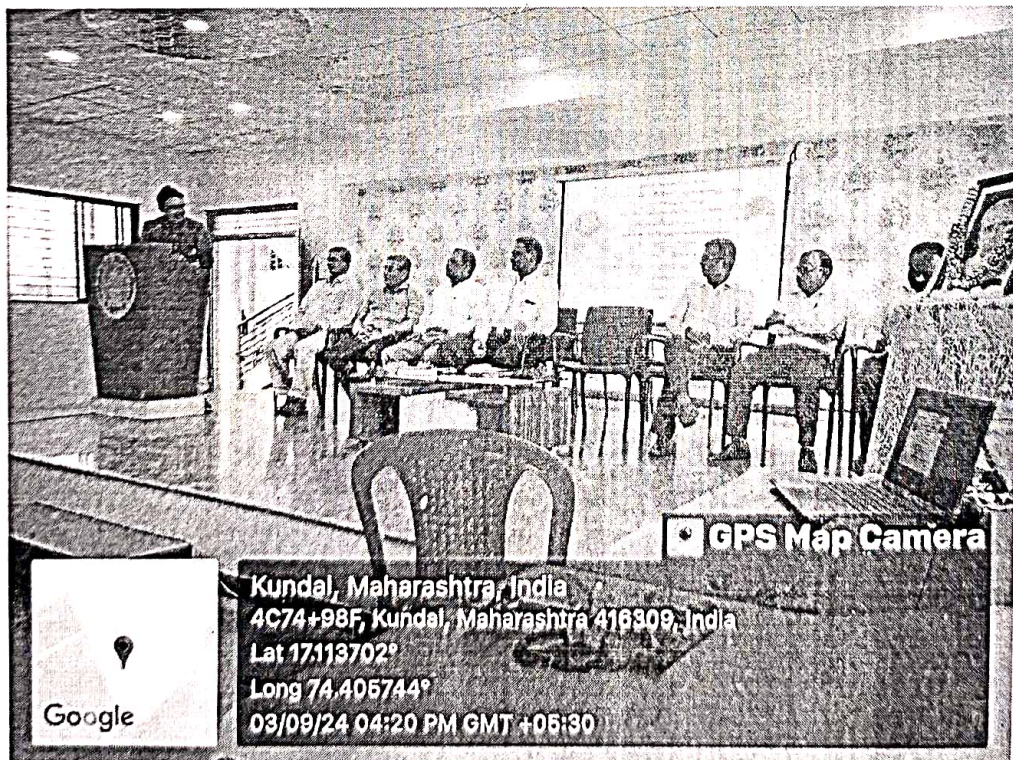 GPS Map Camera
Kundal, Maharashtra, India
4C74+98F, Kundal, Maharashtra 416309, India
Lat 17.113702°
Long 74.405744°
03/09/24 04:20 PM GMT +05:30
Google